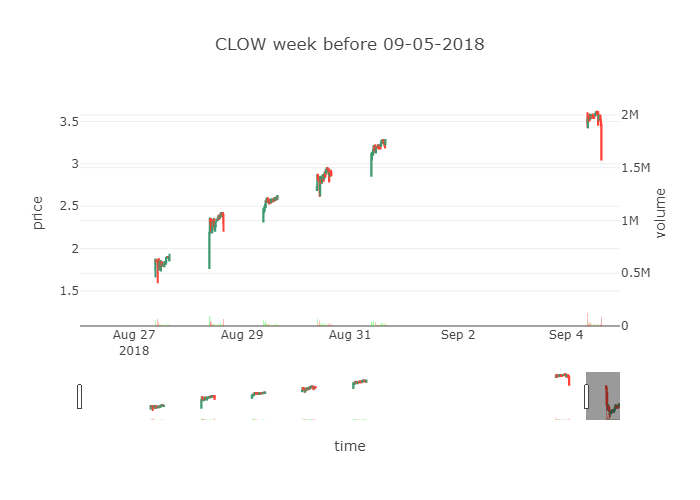 CLOW week before 09-05-2018
price
3.5
3
2.5
2
1.5
2M
1.5M
1M
0.5M
0
volume
Aug 27
2018
Aug 29
Aug 31
Sep 2
Sep 4
time